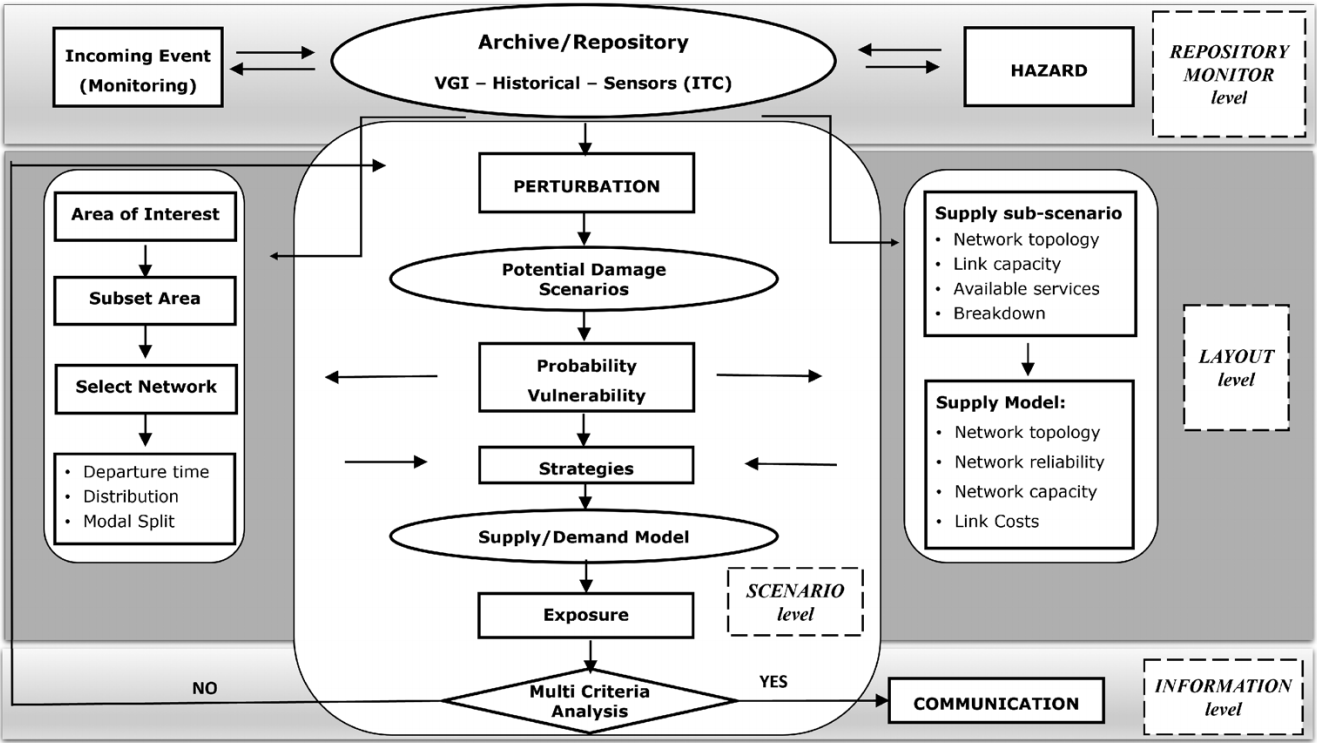 Incoming Event
(Monitoring)
Archive/Repository
VGI – Historical – Sensors (ITC)
HAZARD
REPOSITORY
MONITOR
level
Area of Interest
Subset Area
Select Network
• Departure time
• Distribution
• Modal Split
PERTURBATION
Potential Damage
Scenarios
Probability
Vulnerability
Strategies
Supply/Demand Model
Exposure
SCENARIO
level
Supply sub-scenario
• Network topology
• Link capacity
• Available services
• Breakdown
Supply Model:
• Network topology
• Network reliability
• Network capacity
• Link Costs
LAYOUT
level
NO
Multi Criteria
Analysis
YES
COMMUNICATION
INFORMATION
level